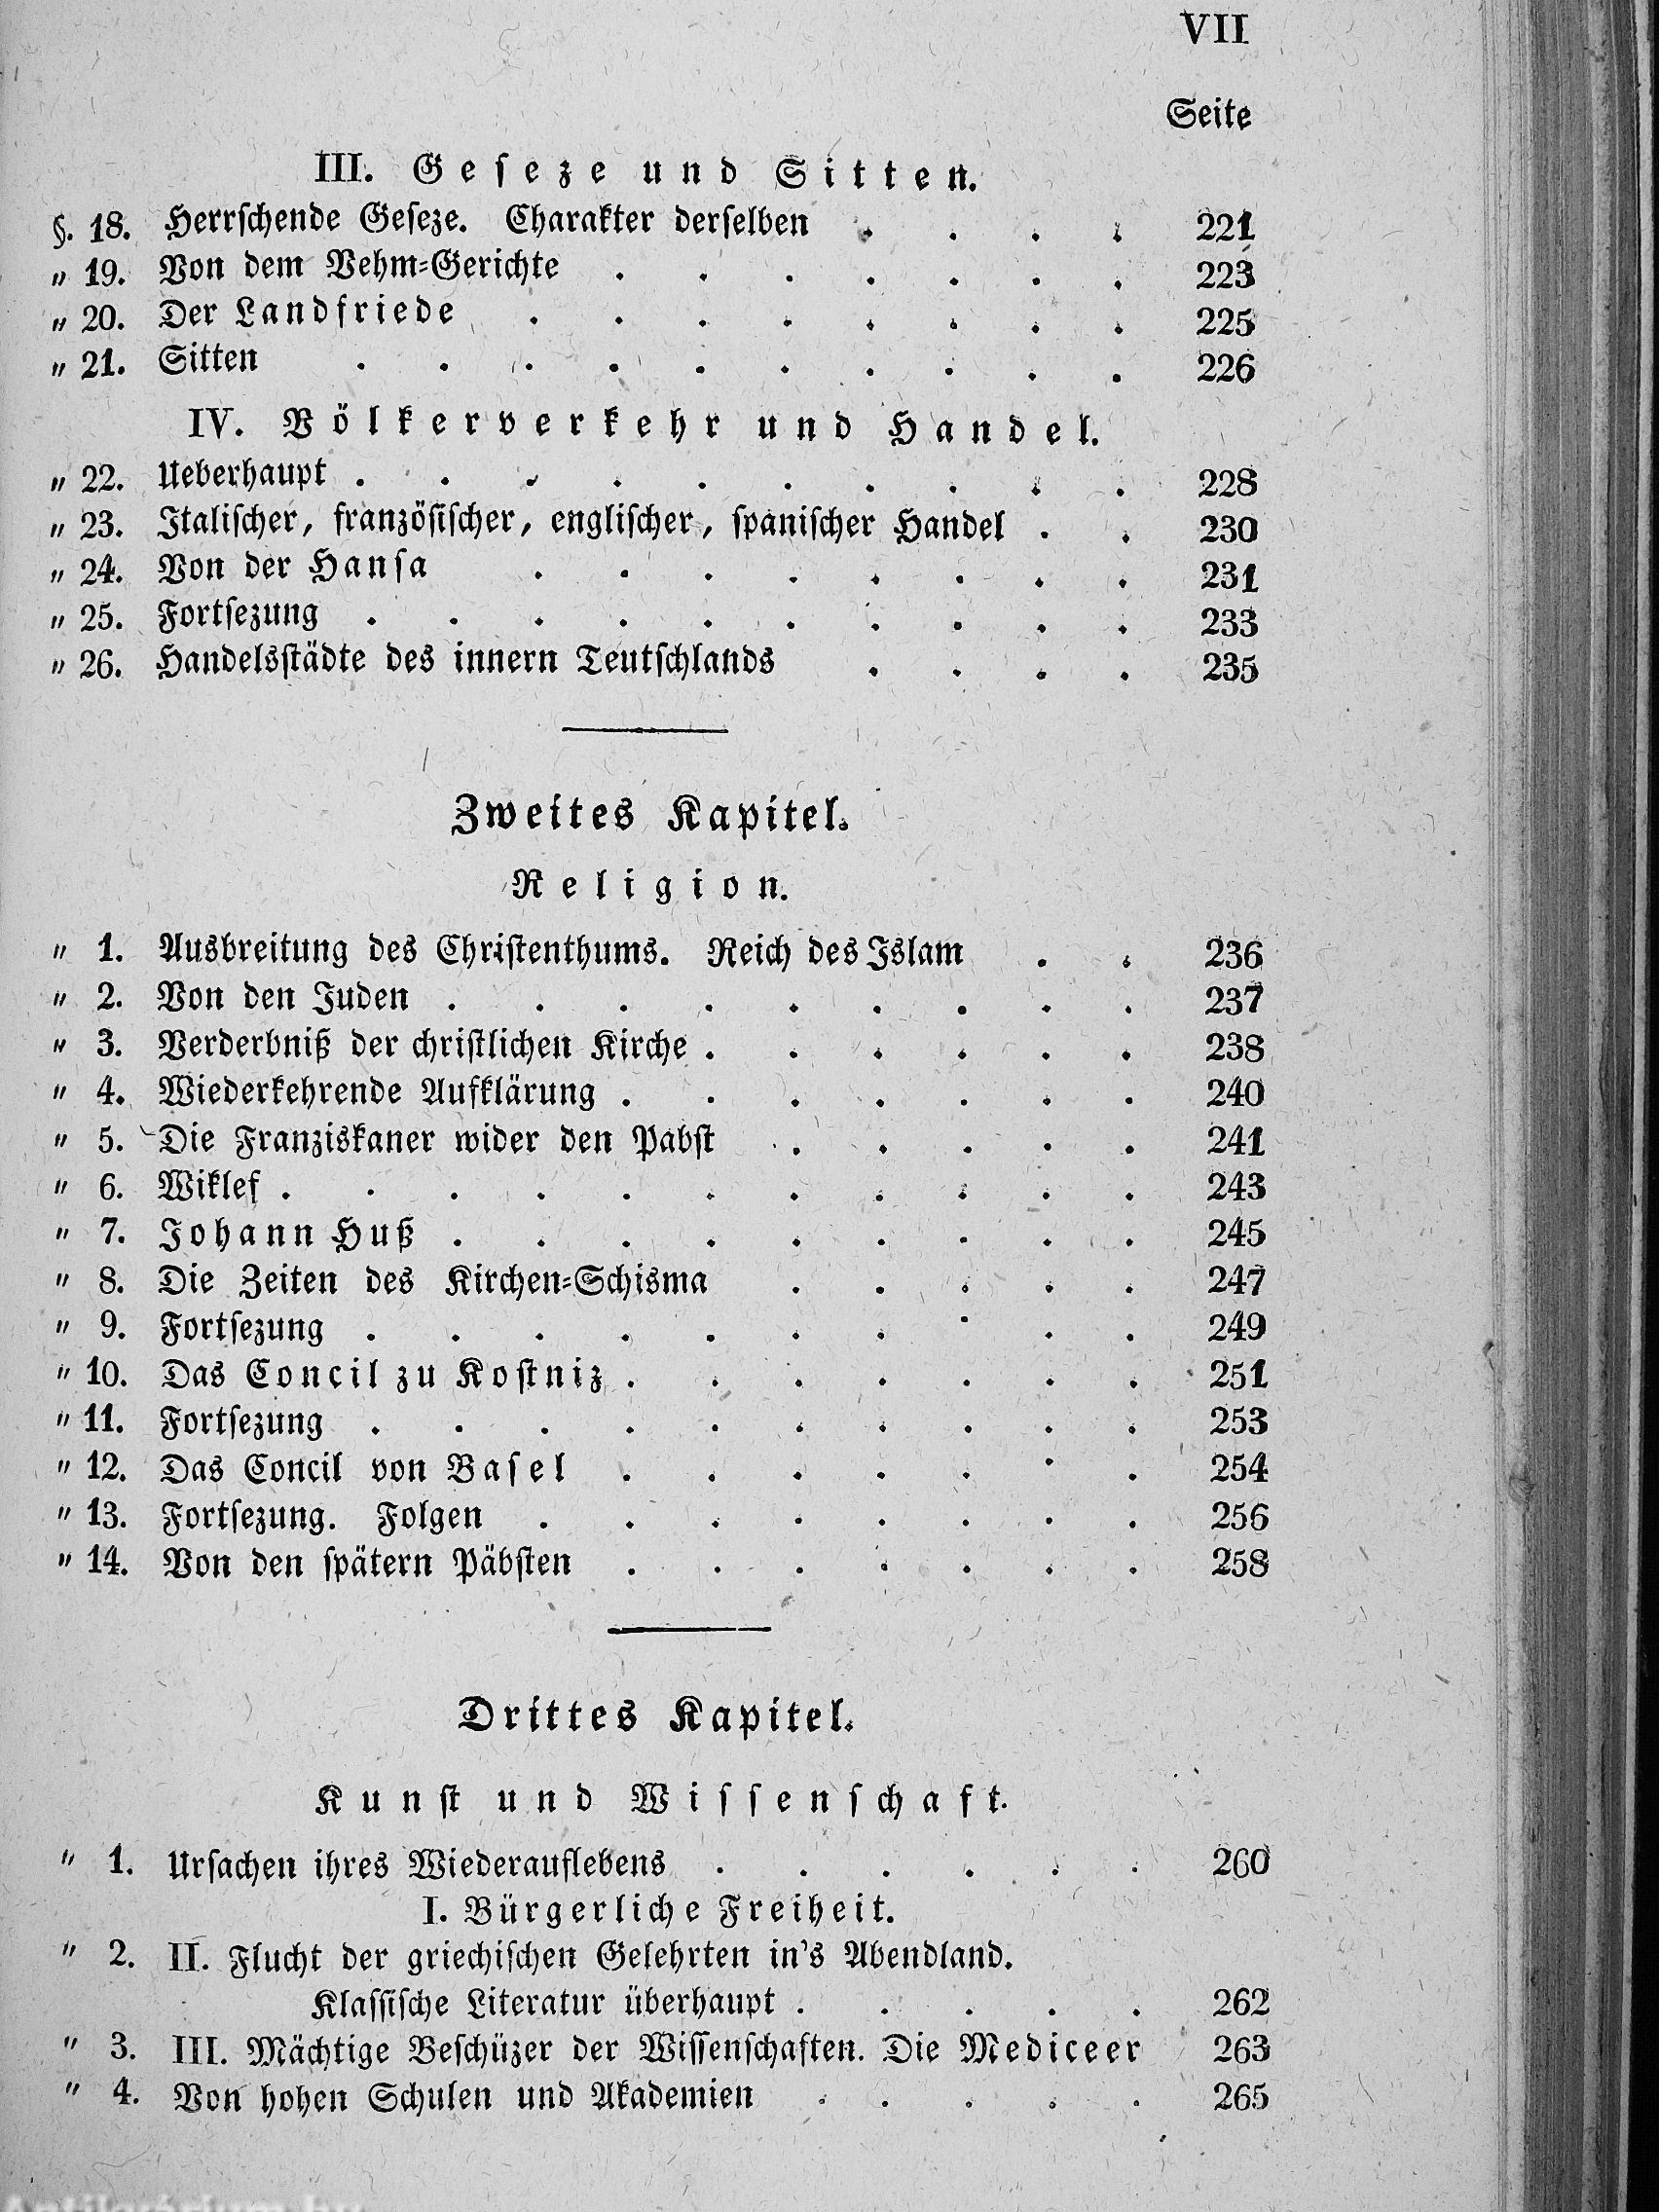 VII
Seite
III. Geseze und Sitten.
§. 18. Herrschende Geseze. Charakter derselben . . . . 221
„ 19. Von dem Vehm-Gerichte . . . . . . . 223
„ 20. Der Landfriede . . . . . . . . 225
„ 21. Sitten . . . . . . . . . . 226
IV. Völkerverkehr und Handel.
„ 22. Ueberhaupt . . . . . . . . . . 228
„ 23. Italischer, französischer, englischer, spanischer Handel . . 230
„ 24. Von der Hansa . . . . . . . . 231
„ 25. Fortsezung . . . . . . . . . . 233
„ 26. Handelsstädte des innern Teutschlands . . . . 235
Zweites Kapitel.
Religion.
„ 1. Ausbreitung des Christenthums. Reich des Islam . . 236
„ 2. Von den Juden . . . . . . . . . 237
„ 3. Verderbniß der christlichen Kirche . . . . . . 238
„ 4. Wiederkehrende Aufklärung . . . . . . . 240
„ 5. Die Franziskaner wider den Pabst . . . . . 241
„ 6. Wiklef . . . . . . . . . . . 243
„ 7. Johann Huß . . . . . . . . . 245
„ 8. Die Zeiten des Kirchen-Schisma . . . . . 247
„ 9. Fortsezung . . . . . . . . . . 249
„ 10. Das Concil zu Kostniz . . . . . . . 251
„ 11. Fortsezung . . . . . . . . . . 253
„ 12. Das Concil von Basel . . . . . . . 254
„ 13. Fortsezung. Folgen . . . . . . . . 256
„ 14. Von den spätern Päbsten . . . . . . . 258
Drittes Kapitel.
Kunst und Wissenschaft.
„ 1. Ursachen ihres Wiederauflebens . . . . . . 260
I. Bürgerliche Freiheit.
„ 2. II. Flucht der griechischen Gelehrten in's Abendland.
Klassische Literatur überhaupt . . . . . 262
„ 3. III. Mächtige Beschüzer der Wissenschaften. Die Mediceer 263
„ 4. Von hohen Schulen und Akademien . . . . . 265